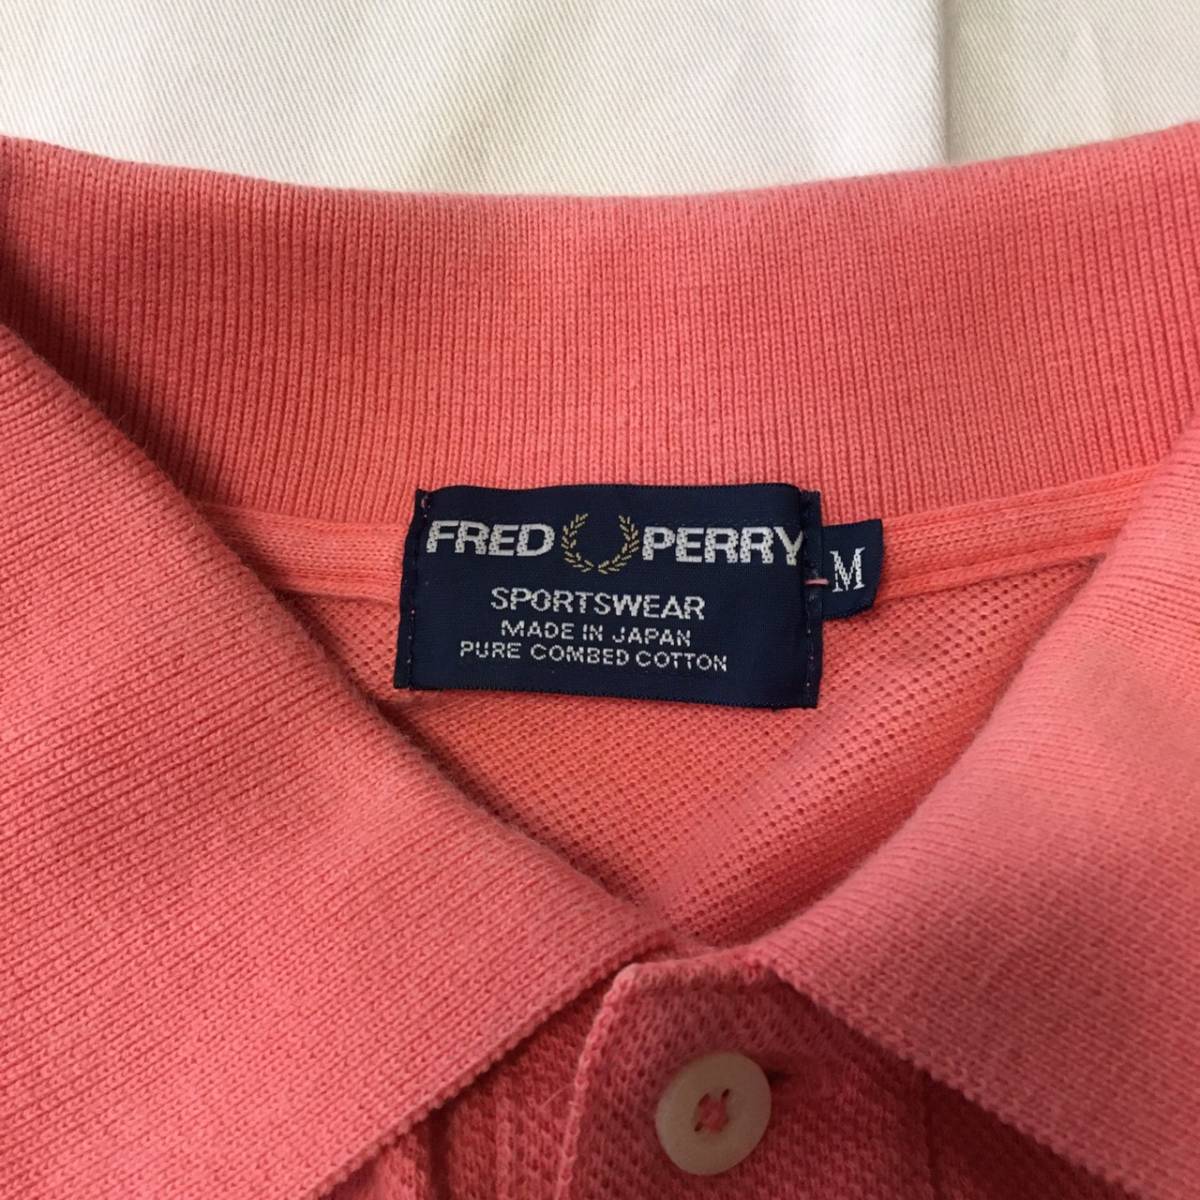 FRED PERRY
SPORTSWEAR
MADE IN JAPAN
PURE COMBED COTTON
M